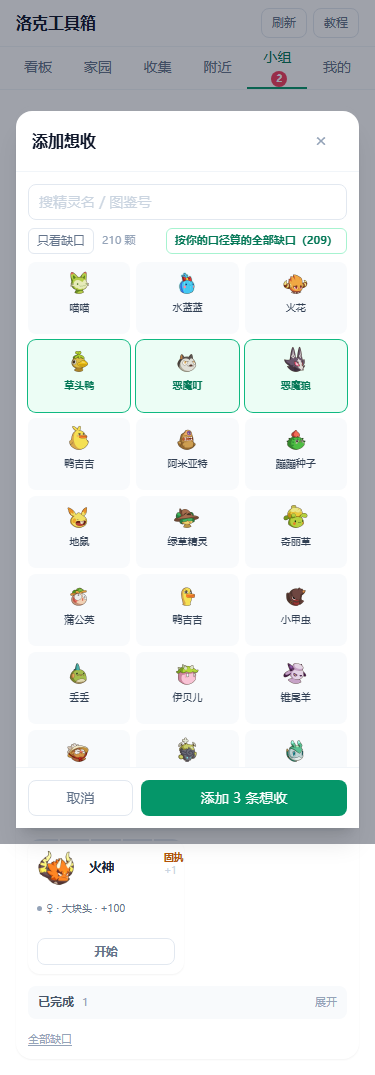 洛克工具箱
刷新
教程
看板
家园
收集
附近
小组
2
我的
添加想收
×
搜精灵名 / 图鉴号
只看缺口
210 颗
按你的口径算的全部缺口（209）
喵喵
水蓝蓝
火花
草头鸭
恶魔叮
恶魔狼
鸭吉吉
阿米亚特
蹦蹦种子
地鼠
绿草精灵
奇丽草
蒲公英
鸭吉吉
小甲虫
丢丢
伊贝儿
锥尾羊
取消
添加 3 条想收
火神
固执
+1
♀ · 大块头 · +100
开始
已完成 1
展开
全部缺口